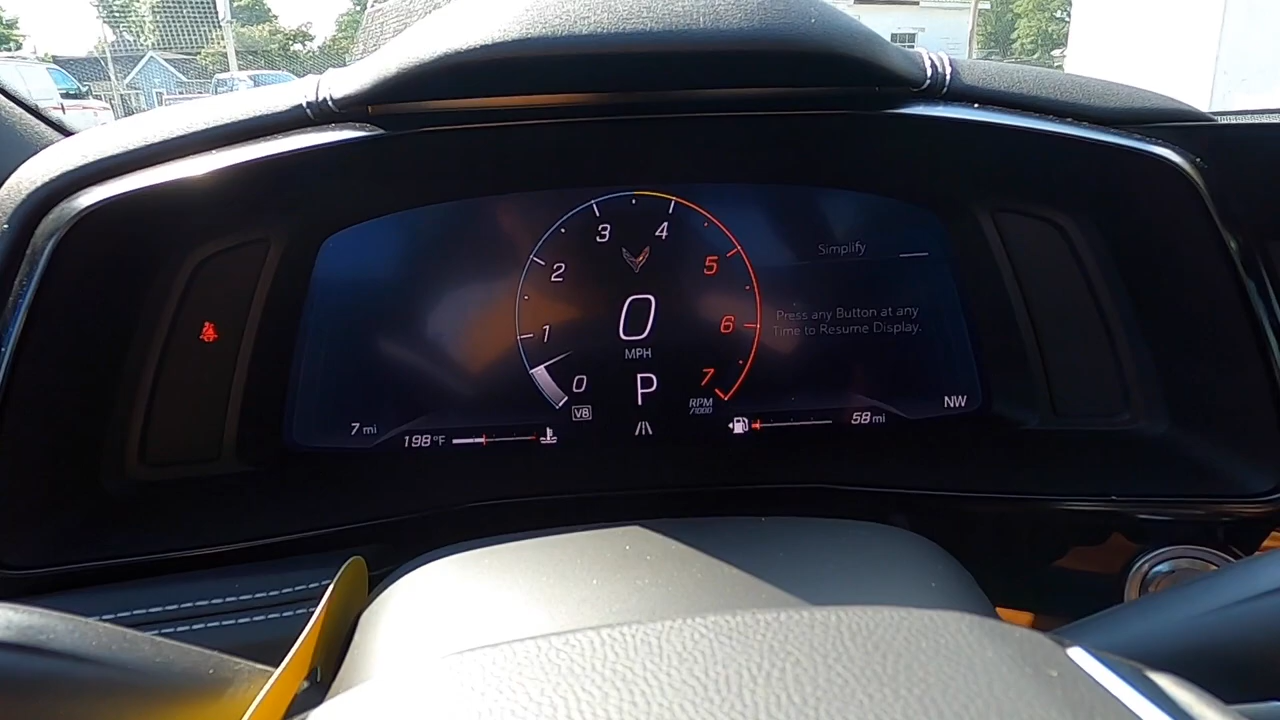 3
4
2
5
1
6
0
MPH
0
P
7
V8
RPM
/1000
Simplify
Press any Button at any
Time to Resume Display.
NW
7 mi
198°F
58 mi